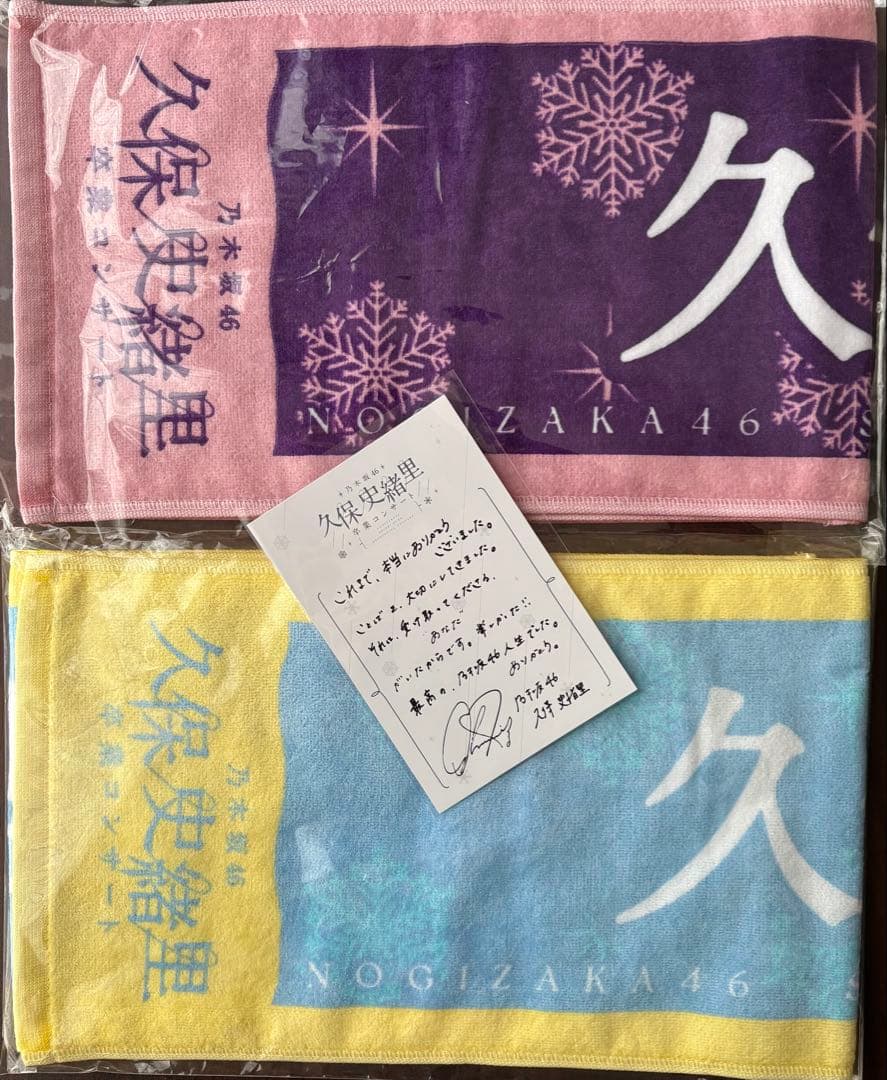 久保史緒里
乃木坂46
卒業コンサート
久
NOGIZAKA46
S
乃木坂46
久保史緒里
卒業コンサート
これまで、本当にありがとう
ございました。
ことばを、大切にしてきました。
それは、受け取ってくださる、
あなた
がいたからです。幸せだった!!
最高の、乃木坂46人生でした。
ありがとう。
乃木坂46
久保史緒里
久保史緒里
乃木坂46
卒業コンサート
久
NOGIZAKA46
S